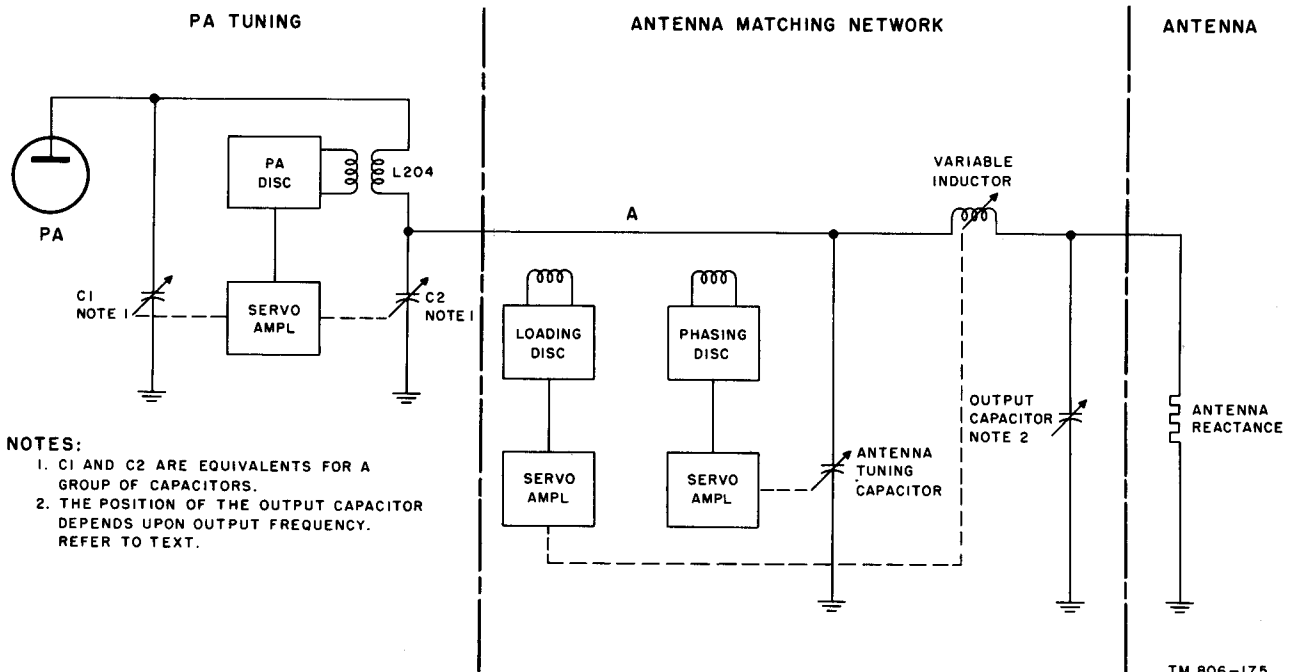 PA TUNING
ANTENNA MATCHING NETWORK
ANTENNA
PA
DISC
L204
PA
C1
NOTE 1
SERVO
AMPL
C2
NOTE 1
A
VARIABLE
INDUCTOR
LOADING
DISC
PHASING
DISC
SERVO
AMPL
SERVO
AMPL
ANTENNA
TUNING
CAPACITOR
OUTPUT
CAPACITOR
NOTE 2
ANTENNA
REACTANCE
NOTES:
1. C1 AND C2 ARE EQUIVALENTS FOR A
GROUP OF CAPACITORS.
2. THE POSITION OF THE OUTPUT CAPACITOR
DEPENDS UPON OUTPUT FREQUENCY.
REFER TO TEXT.
TM 806-175